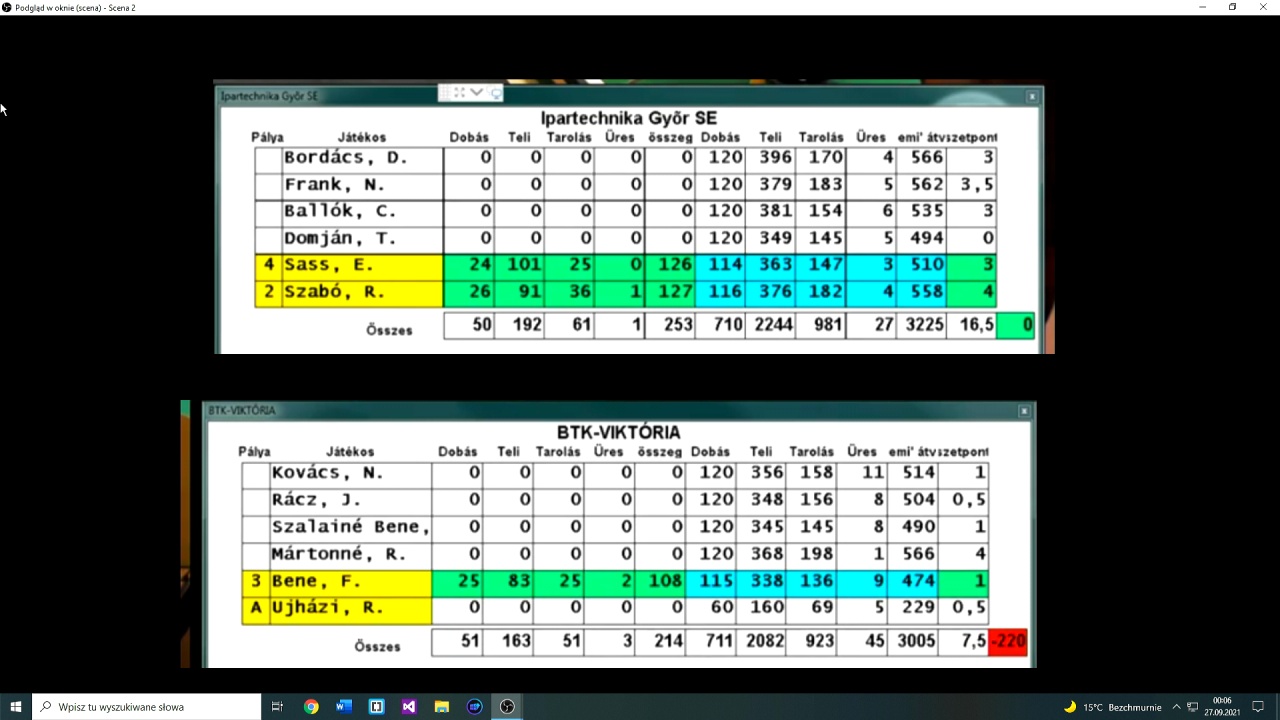 Podgląd w oknie (scena) - Scena 2
Ipartechnika Győr SE
Ipartechnika Győr SE
Pálya Játékos Dobás Teli Tarolás Üres összeg Dobás Teli Tarolás Üres emi' átv szetpont
Bordács, D. 0 0 0 0 0 120 396 170 4 566 3
Frank, N. 0 0 0 0 0 120 379 183 5 562 3,5
Ballók, C. 0 0 0 0 0 120 381 154 6 535 3
Domján, T. 0 0 0 0 0 120 349 145 5 494 0
4 Sass, E. 24 101 25 0 126 114 363 147 3 510 3
2 Szabó, R. 26 91 36 1 127 116 376 182 4 558 4
Összes 50 192 61 1 253 710 2244 981 27 3225 16,5 0
BTK-VIKTÓRIA
BTK-VIKTÓRIA
Pálya Játékos Dobás Teli Tarolás Üres összeg Dobás Teli Tarolás Üres emi' átv szetpont
Kovács, N. 0 0 0 0 0 120 356 158 11 514 1
Rácz, J. 0 0 0 0 0 120 348 156 8 504 0,5
Szalainé Bene, 0 0 0 0 0 120 345 145 8 490 1
Mártonné, R. 0 0 0 0 0 120 368 198 1 566 4
3 Bene, F. 25 83 25 2 108 115 338 136 9 474 1
A Ujházi, R. 0 0 0 0 0 60 160 69 5 229 0,5
Összes 51 163 51 3 214 711 2082 923 45 3005 7,5 -220
Wpisz tu wyszukiwane słowa
15°C Bezchmurnie
00:06
27.09.2021